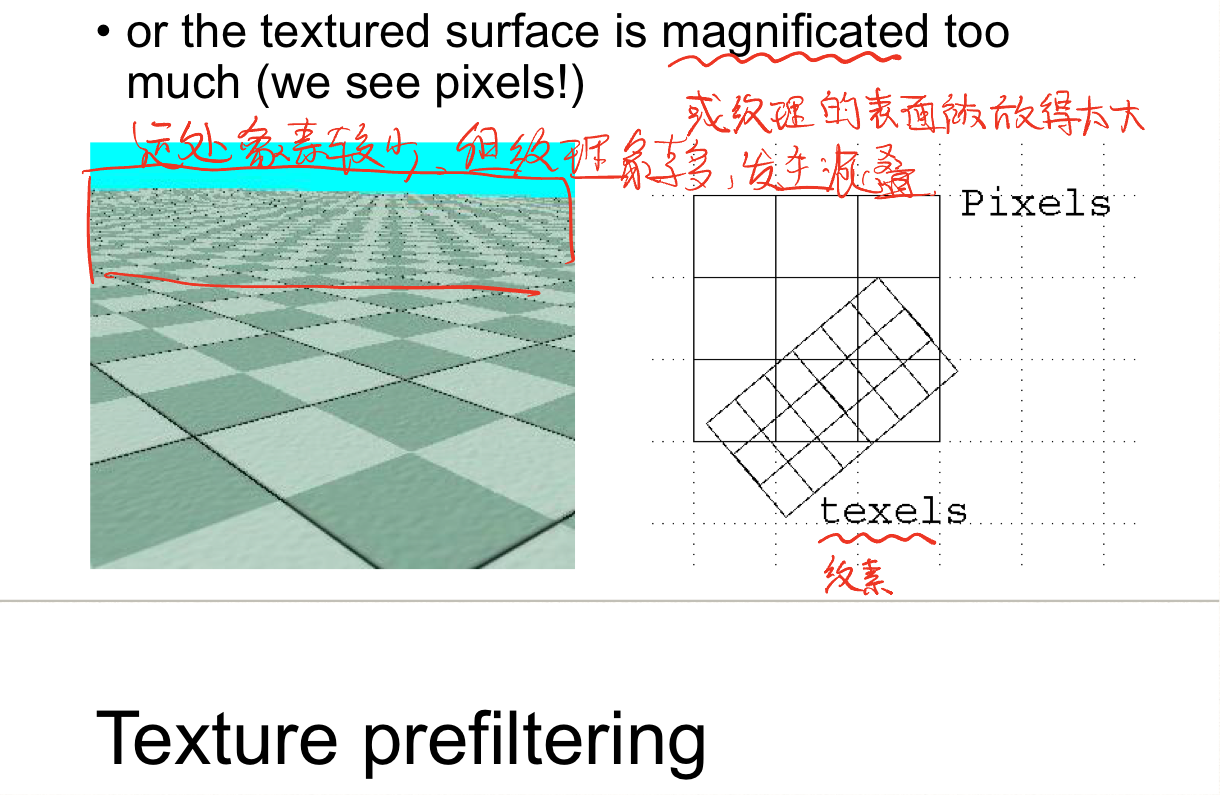 • or the textured surface is magnificated too
much (we see pixels!)
或纹理的表面被放得太大
远处象素较少，但纹理象素多，发生混叠
Pixels
texels
纹素
Texture prefiltering